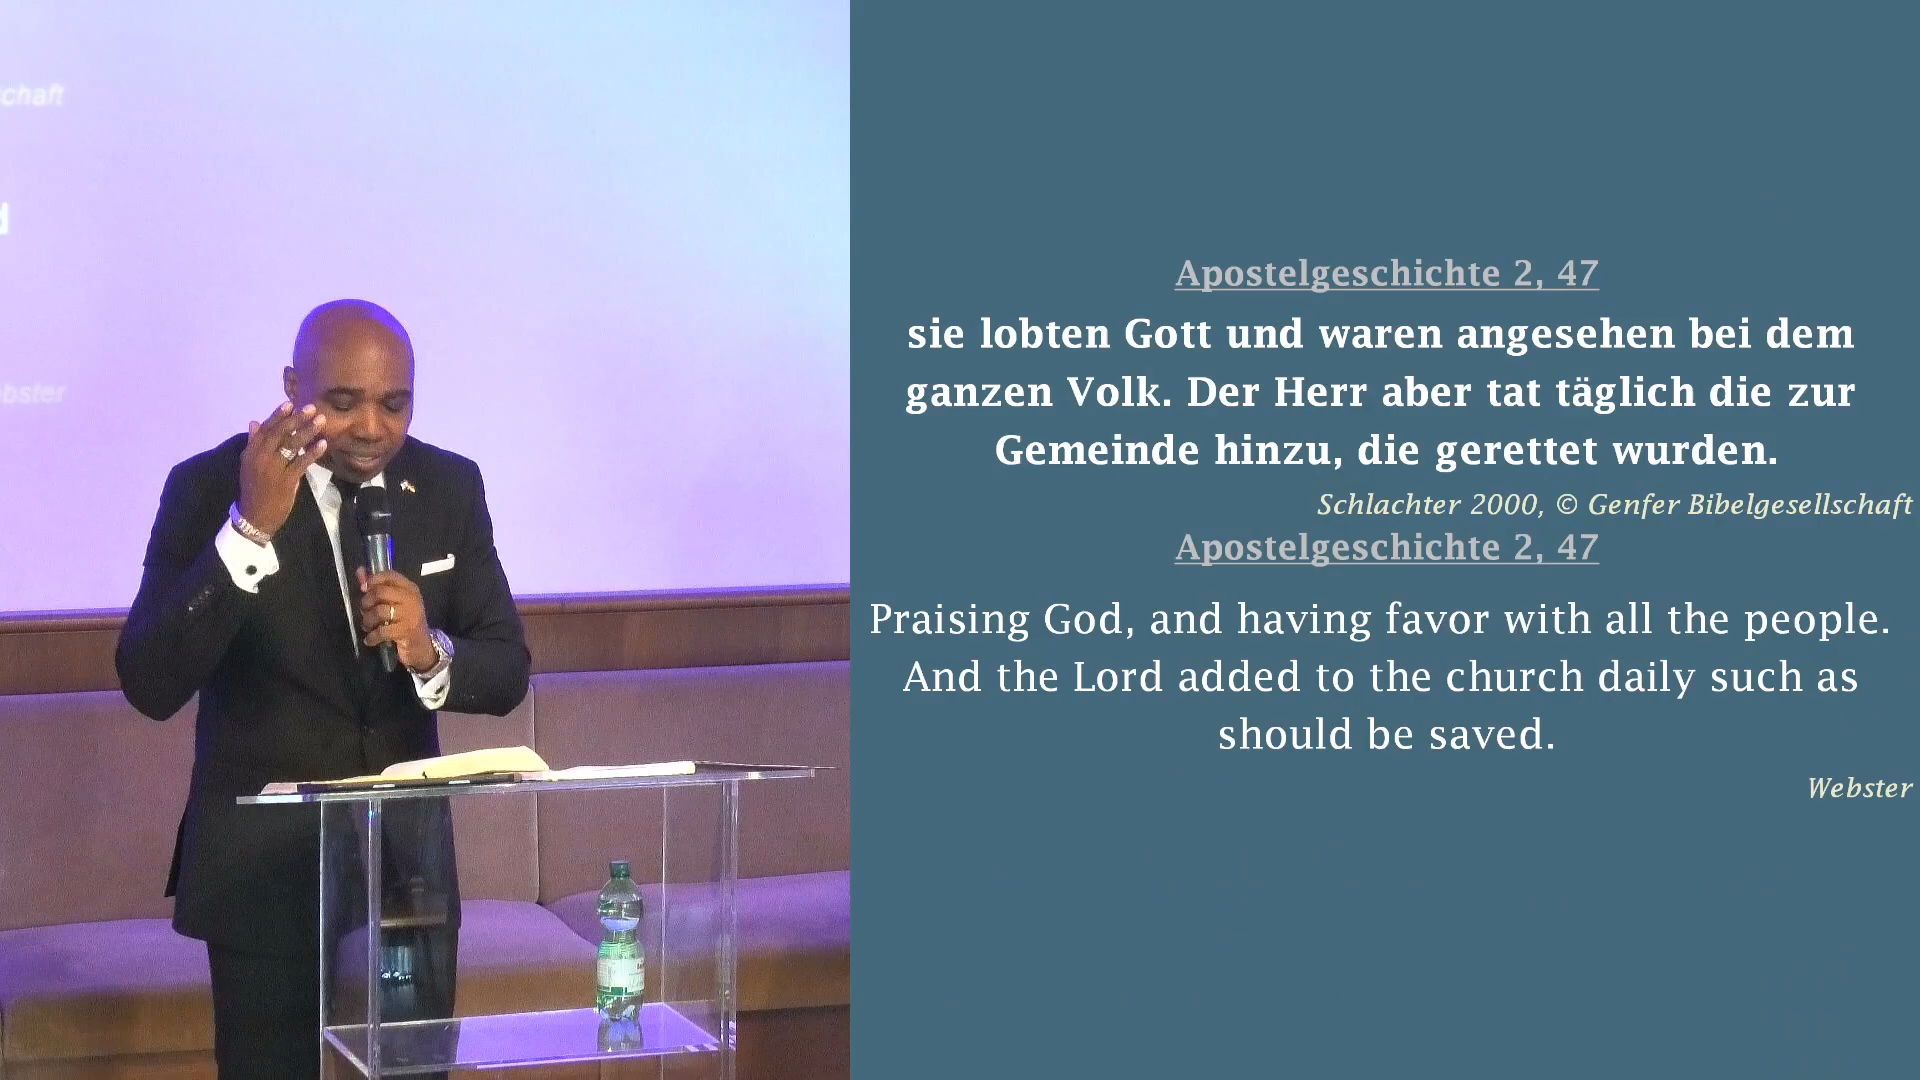 chaft
d
bster
Apostelgeschichte 2, 47
sie lobten Gott und waren angesehen bei dem
ganzen Volk. Der Herr aber tat täglich die zur
Gemeinde hinzu, die gerettet wurden.
Schlachter 2000, © Genfer Bibelgesellschaft
Apostelgeschichte 2, 47
Praising God, and having favor with all the people.
And the Lord added to the church daily such as
should be saved.
Webster